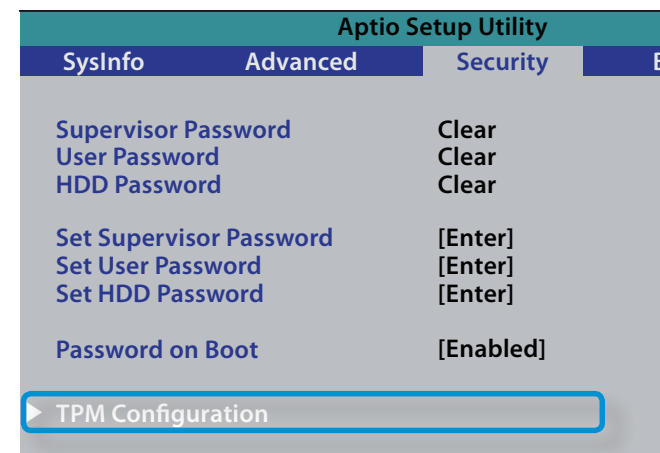 Aptio Setup Utility
SysInfo Advanced Security
Supervisor Password Clear
User Password Clear
HDD Password Clear
Set Supervisor Password [Enter]
Set User Password [Enter]
Set HDD Password [Enter]
Password on Boot [Enabled]
TPM Configuration